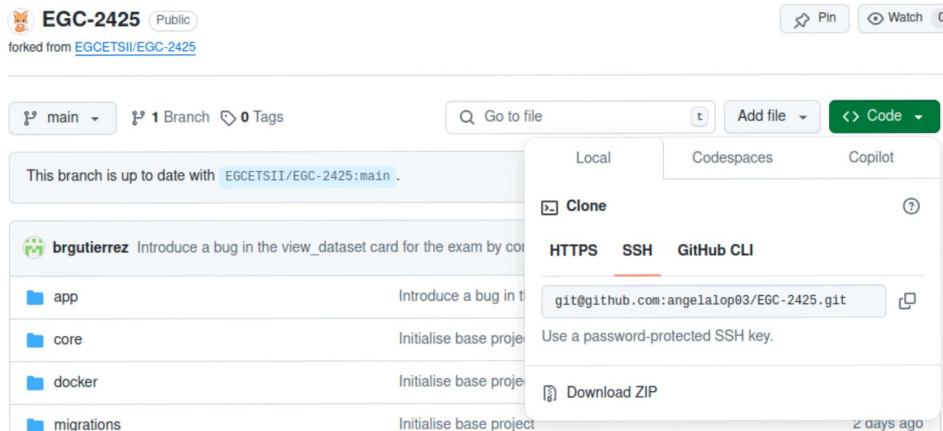 EGC-2425 Public Pin Watch 0
forked from EGCETSII/EGC-2425
main 1 Branch 0 Tags Go to file t Add file <> Code
Local Codespaces Copilot
This branch is up to date with EGCETSII/EGC-2425:main.
Clone
brgutierrez Introduce a bug in the view_dataset card for the exam by
HTTPS SSH GitHub CLI
app Introduce a bug in
git@github.com:angelalop03/EGC-2425.git
core Initialise base
Use a password-protected SSH key.
docker Initialise base
Download ZIP
migrations Initialise base project 2 days ago